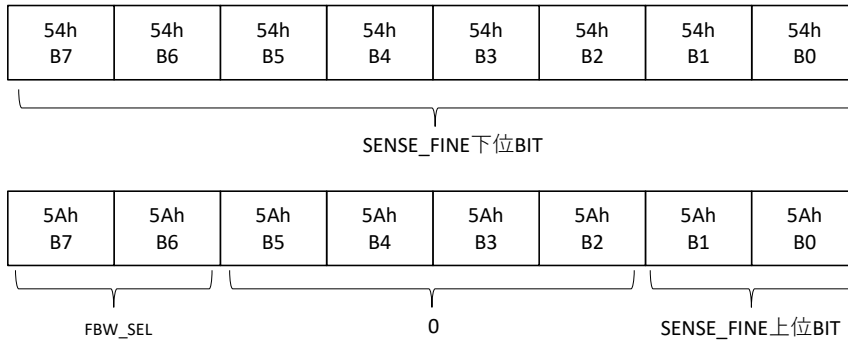 54h 54h 54h 54h 54h 54h 54h 54h
B7 B6 B5 B4 B3 B2 B1 B0
SENSE_FINE下位BIT
5Ah 5Ah 5Ah 5Ah 5Ah 5Ah 5Ah 5Ah
B7 B6 B5 B4 B3 B2 B1 B0
FBW_SEL 0 SENSE_FINE上位BIT